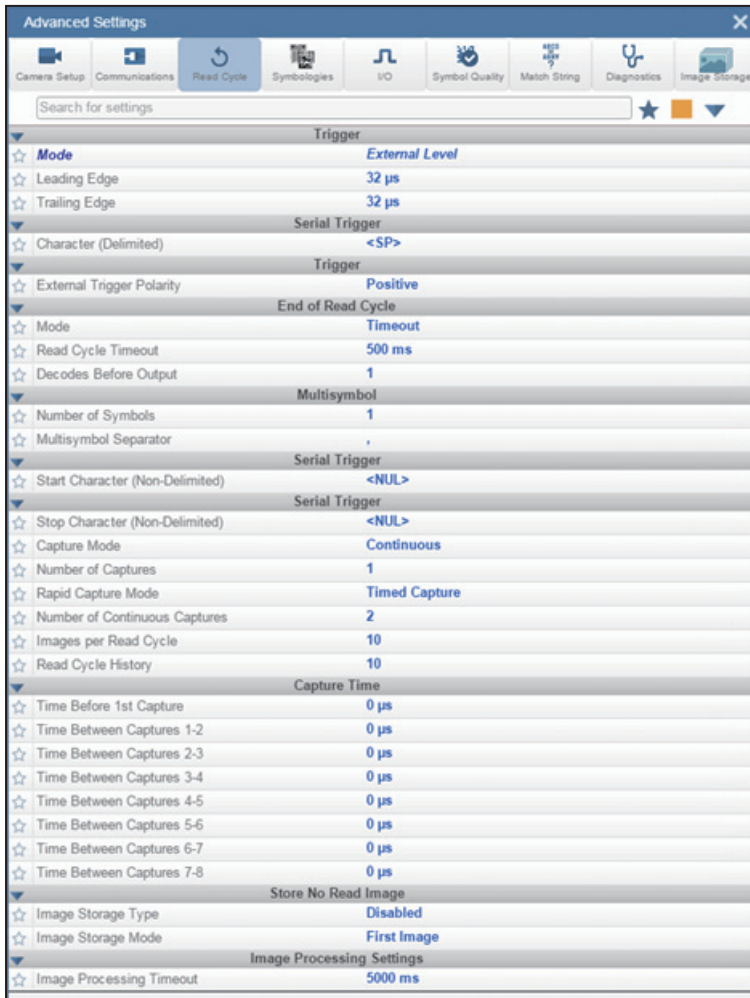 Advanced Settings
Camera Setup Communications Read Cycle Symbologies I/O Symbol Quality Match String Diagnostics Image Storage
Search for settings
Trigger
Mode External Level
Leading Edge 32 µs
Trailing Edge 32 µs
Serial Trigger
Character (Delimited) <SP>
Trigger
External Trigger Polarity Positive
End of Read Cycle
Mode Timeout
Read Cycle Timeout 500 ms
Decodes Before Output 1
Multisymbol
Number of Symbols 1
Multisymbol Separator ,
Serial Trigger
Start Character (Non-Delimited) <NUL>
Serial Trigger
Stop Character (Non-Delimited) <NUL>
Capture Mode Continuous
Number of Captures 1
Rapid Capture Mode Timed Capture
Number of Continuous Captures 2
Images per Read Cycle 10
Read Cycle History 10
Capture Time
Time Before 1st Capture 0 µs
Time Between Captures 1-2 0 µs
Time Between Captures 2-3 0 µs
Time Between Captures 3-4 0 µs
Time Between Captures 4-5 0 µs
Time Between Captures 5-6 0 µs
Time Between Captures 6-7 0 µs
Time Between Captures 7-8 0 µs
Store No Read Image
Image Storage Type Disabled
Image Storage Mode First Image
Image Processing Settings
Image Processing Timeout 5000 ms